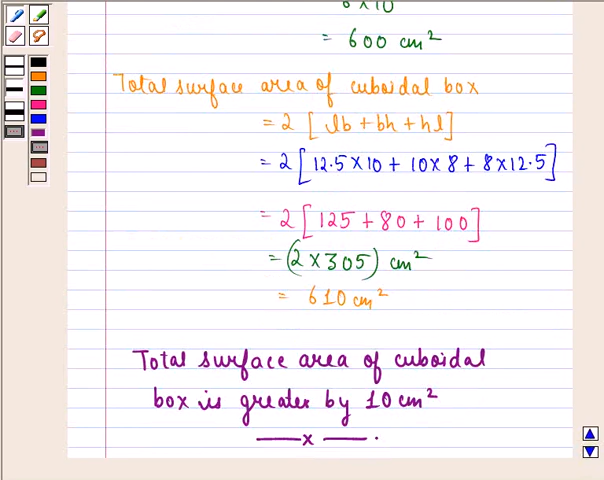 6×10
= 600 cm²
Total surface area of cuboidal box
= 2 [lb + bh + hl]
= 2 [12.5×10 + 10×8 + 8×12.5]
= 2 [125 + 80 + 100]
= (2×305) cm²
= 610 cm²
Total surface area of cuboidal
box is greater by 10 cm²
—x—.